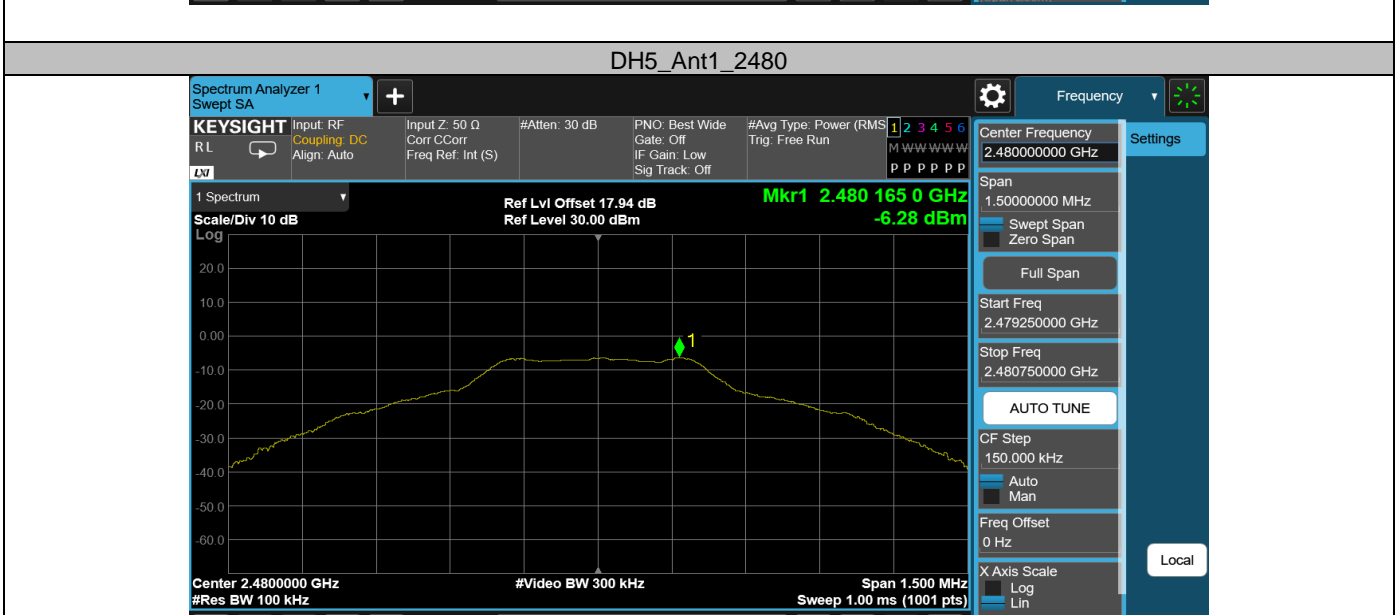 DH5_Ant1_2480
Spectrum Analyzer 1
Swept SA
+
Frequency
KEYSIGHT
R L
LXI
Input: RF
Coupling: DC
Align: Auto
Input Z: 50 Ω
Corr CCorr
Freq Ref: Int (S)
#Atten: 30 dB
PNO: Best Wide
Gate: Off
IF Gain: Low
Sig Track: Off
#Avg Type: Power (RMS
Trig: Free Run
1 2 3 4 5 6
M W W W W W
P P P P P P
1 Spectrum
Scale/Div 10 dB
Log
Ref Lvl Offset 17.94 dB
Ref Level 30.00 dBm
Mkr1 2.480 165 0 GHz
-6.28 dBm
20.0
10.0
0.00
-10.0
-20.0
-30.0
-40.0
-50.0
-60.0
1
Center 2.4800000 GHz
#Res BW 100 kHz
#Video BW 300 kHz
Span 1.500 MHz
Sweep 1.00 ms (1001 pts)
Center Frequency
2.480000000 GHz
Span
1.50000000 MHz
Swept Span
Zero Span
Full Span
Start Freq
2.479250000 GHz
Stop Freq
2.480750000 GHz
AUTO TUNE
CF Step
150.000 kHz
Auto
Man
Freq Offset
0 Hz
X Axis Scale
Log
Lin
Settings
Local